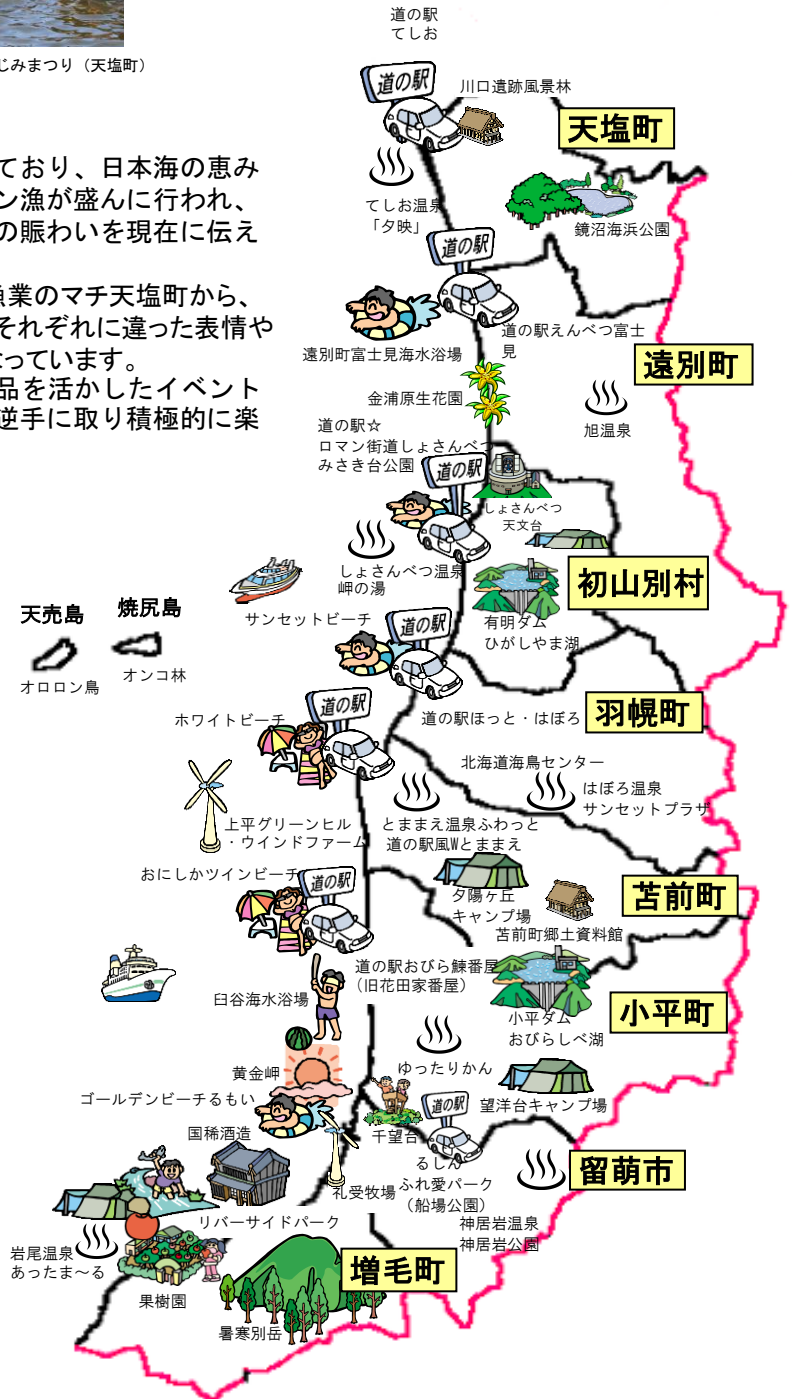 道の駅
てしお
じみまつり（天塩町）
道の駅
川口遺跡風景林
天塩町
ており、日本海の恵み
ン漁が盛んに行われ、
の賑わいを現在に伝え
てしお温泉
「夕映」
鏡沼海浜公園
道の駅
漁業のマチ天塩町から、
それぞれに違った表情や
なっています。
品を活かしたイベント
逆手に取り積極的に楽
道の駅えんべつ富士
見
遠別町富士見海水浴場
遠別町
金浦原生花園
旭温泉
道の駅☆
ロマン街道しょさんべつ
みさき台公園
道の駅
しょさんべつ
天文台
しょさんべつ温泉
岬の湯
初山別村
有明ダム
ひがしやま湖
天売島
焼尻島
オロロン鳥
オンコ林
サンセットビーチ
道の駅
道の駅ほっと・はぼろ
羽幌町
ホワイトビーチ
道の駅
北海道海鳥センター
はぼろ温泉
サンセットプラザ
上平グリーンヒル
・ウインドファーム
とままえ温泉ふわっと
道の駅風Wとままえ
おにしかツインビーチ
道の駅
夕陽ヶ丘
キャンプ場
苫前町郷土資料館
苫前町
道の駅おびら鰊番屋
（旧花田家番屋）
臼谷海水浴場
小平ダム
おびらしべ湖
小平町
ゆったりかん
黄金岬
望洋台キャンプ場
ゴールデンビーチるもい
道の駅
千望台
国稀酒造
るしん
ふれ愛パーク
（船場公園）
礼受牧場
留萌市
神居岩温泉
神居岩公園
リバーサイドパーク
岩尾温泉
あったま～る
果樹園
増毛町
暑寒別岳